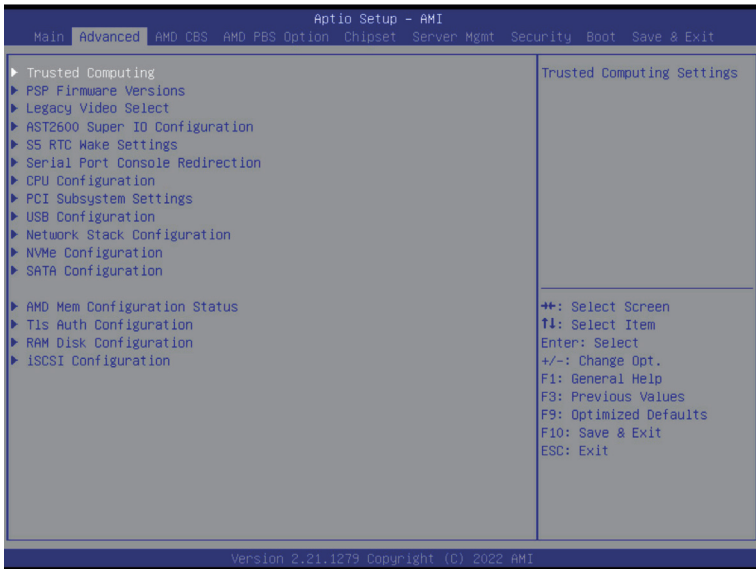 Aptio Setup – AMI
Main Advanced AMD CBS AMD PBS Option Chipset Server Mgmt Security Boot Save & Exit
Trusted Computing
PSP Firmware Versions
Legacy Video Select
AST2600 Super IO Configuration
S5 RTC Wake Settings
Serial Port Console Redirection
CPU Configuration
PCI Subsystem Settings
USB Configuration
Network Stack Configuration
NVMe Configuration
SATA Configuration
AMD Mem Configuration Status
Tls Auth Configuration
RAM Disk Configuration
iSCSI Configuration
Trusted Computing Settings
→←: Select Screen
↑↓: Select Item
Enter: Select
+/-: Change Opt.
F1: General Help
F3: Previous Values
F9: Optimized Defaults
F10: Save & Exit
ESC: Exit
Version 2.21.1279 Copyright (C) 2022 AMI